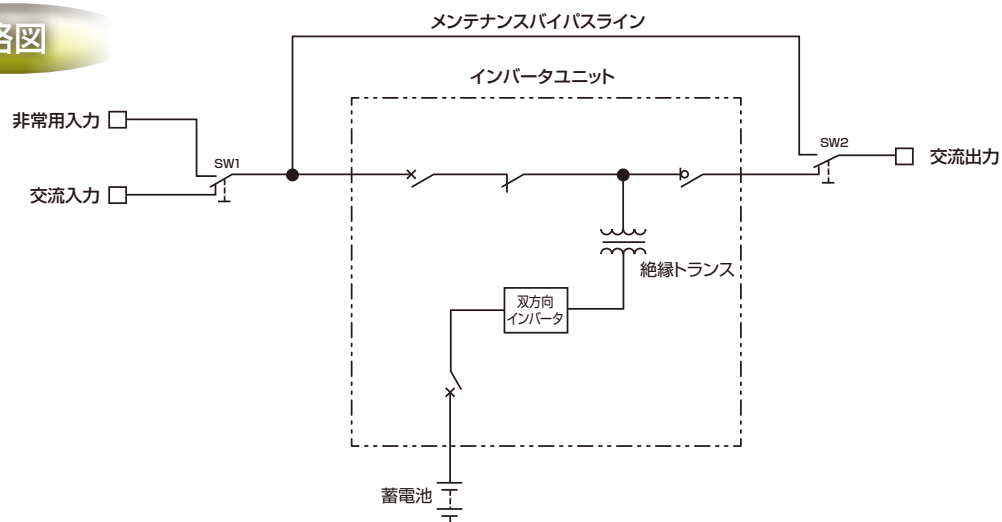 略図
メンテナンスバイパスライン
インバータユニット
非常用入力
SW1
SW2
交流出力
交流入力
絶縁トランス
双方向
インバータ
蓄電池